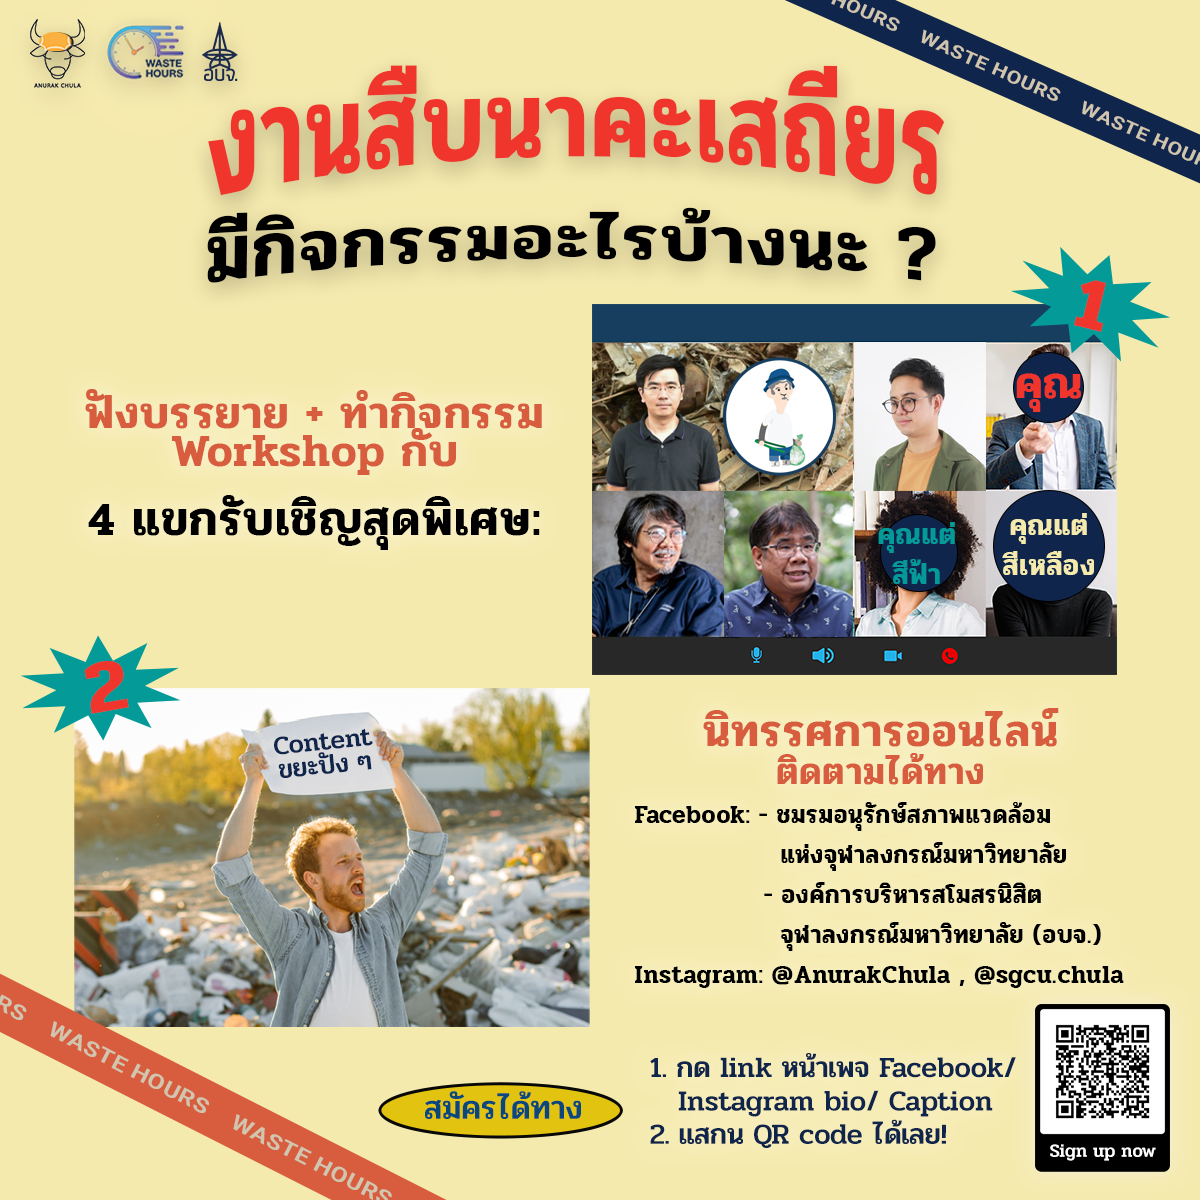 ANURAK CHULA
WASTE
HOURS
อบจ.
HOURS WASTE HOURS WASTE HOURS
งานสืบนาคะเสถียร
มีกิจกรรมอะไรบ้างนะ ?
1
ฟังบรรยาย + ทำกิจกรรม
Workshop กับ
4 แขกรับเชิญสุดพิเศษ:
คุณ
คุณแต่
สีฟ้า
คุณแต่
สีเหลือง
2
Content
ขยะปัง ๆ
นิทรรศการออนไลน์
ติดตามได้ทาง
Facebook: - ชมรมอนุรักษ์สภาพแวดล้อม
แห่งจุฬาลงกรณ์มหาวิทยาลัย
- องค์การบริหารสโมสรนิสิต
จุฬาลงกรณ์มหาวิทยาลัย (อบจ.)
Instagram: @AnurakChula , @sgcu.chula
RS WASTE HOURS WASTE HOURS
สมัครได้ทาง
1. กด link หน้าเพจ Facebook/
Instagram bio/ Caption
2. แสกน QR code ได้เลย!
Sign up now